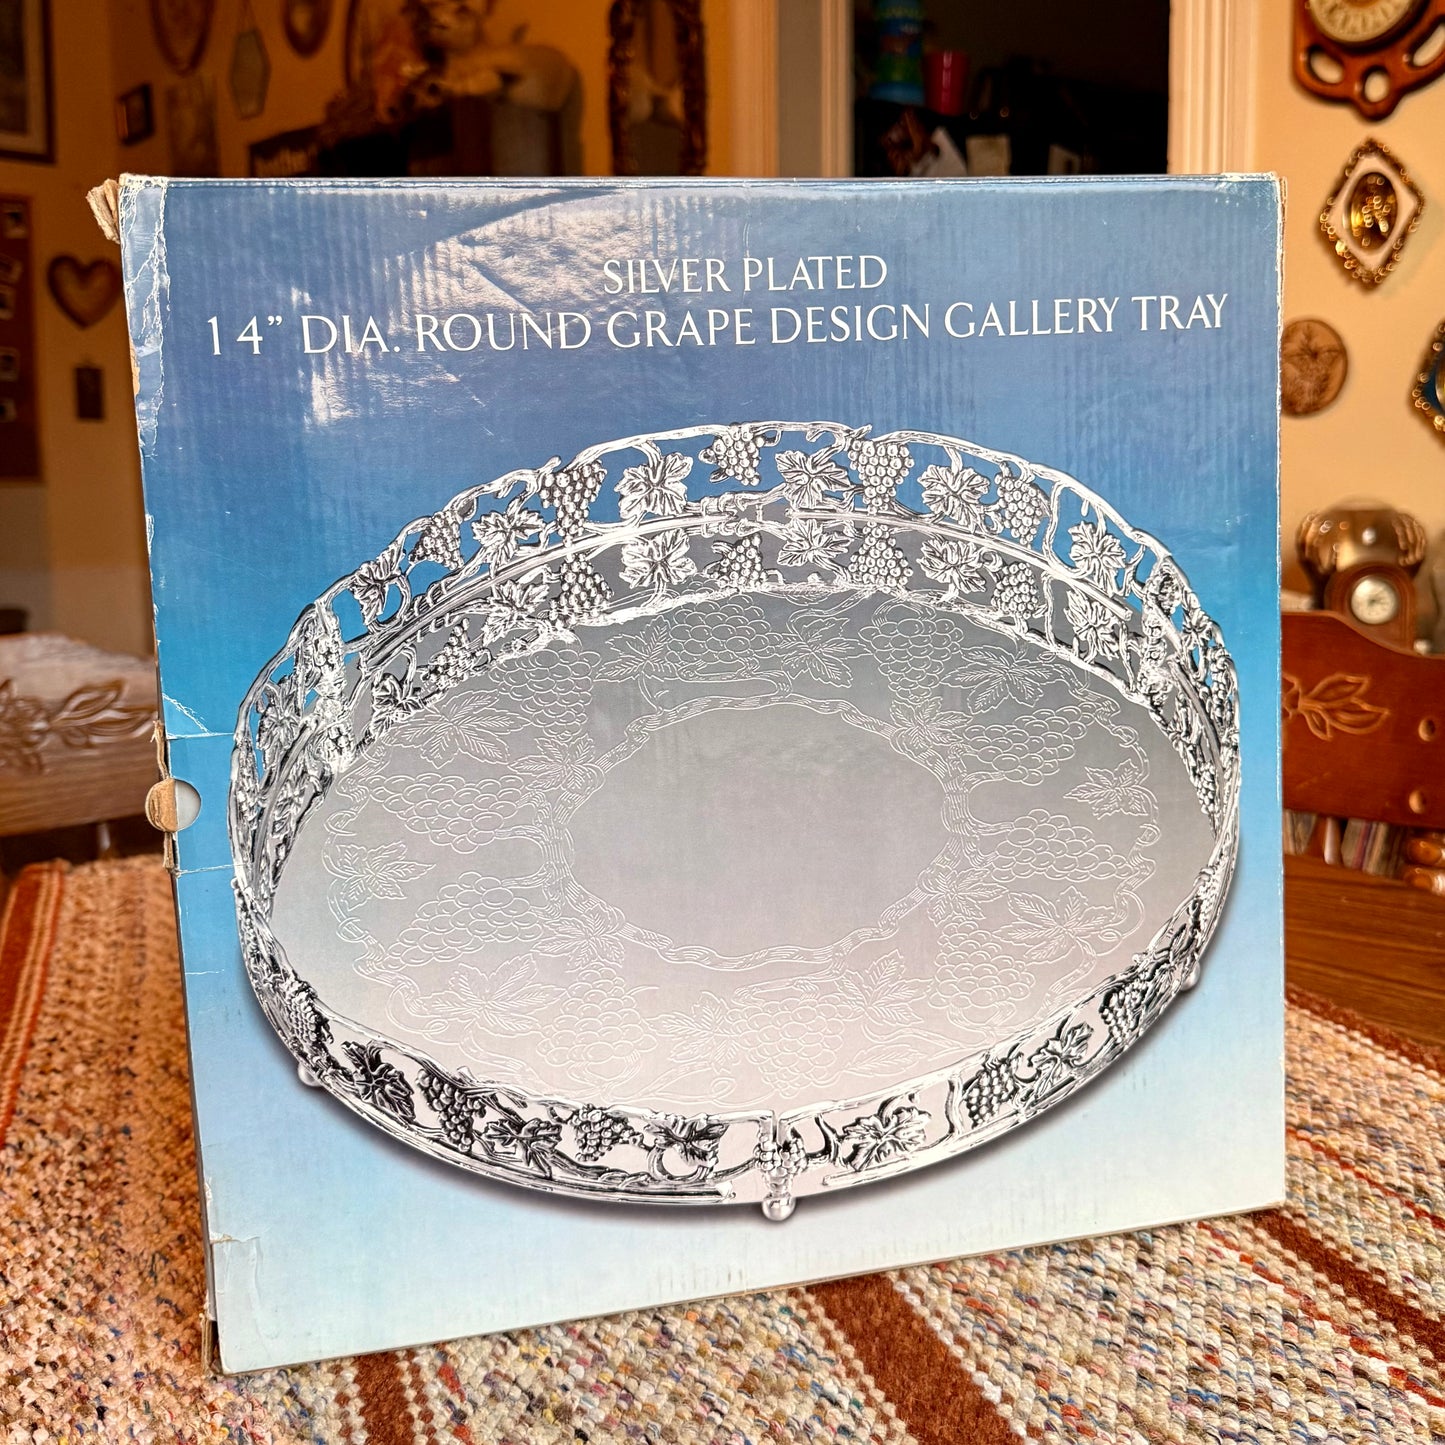 SILVER PLATED
14” DIA. ROUND GRAPE DESIGN GALLERY TRAY